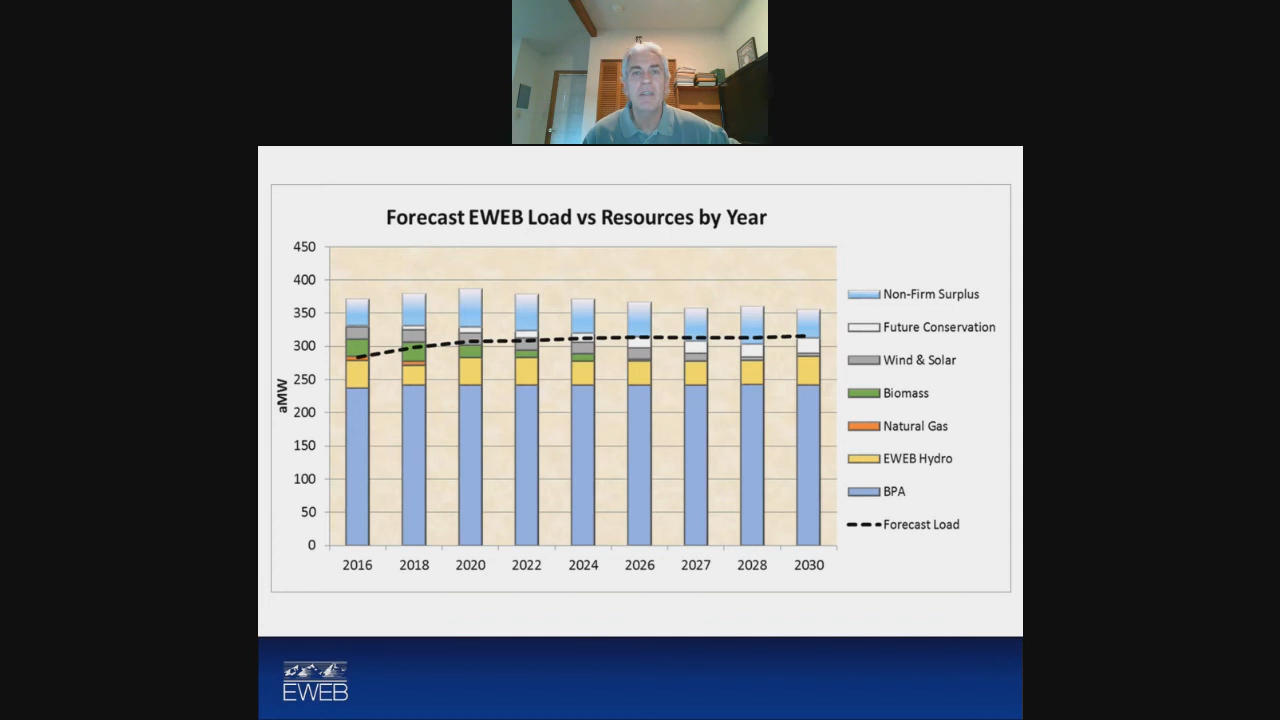 Forecast EWEB Load vs Resources by Year
450
400
350
300
250
200
150
100
50
0
aMW
2016 2018 2020 2022 2024 2026 2027 2028 2030
Non-Firm Surplus
Future Conservation
Wind & Solar
Biomass
Natural Gas
EWEB Hydro
BPA
Forecast Load
EWEB